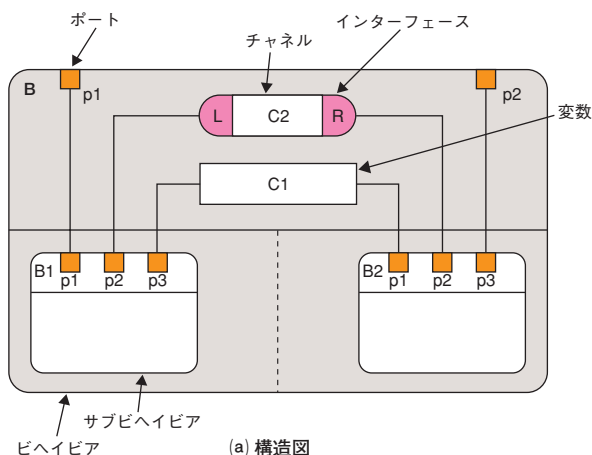 ポート
インターフェース
チャネル
B
p1
p2
L
C2
R
変数
C1
B1
p1
p2
p3
B2
p1
p2
p3
サブビヘイビア
ビヘイビア
(a) 構造図